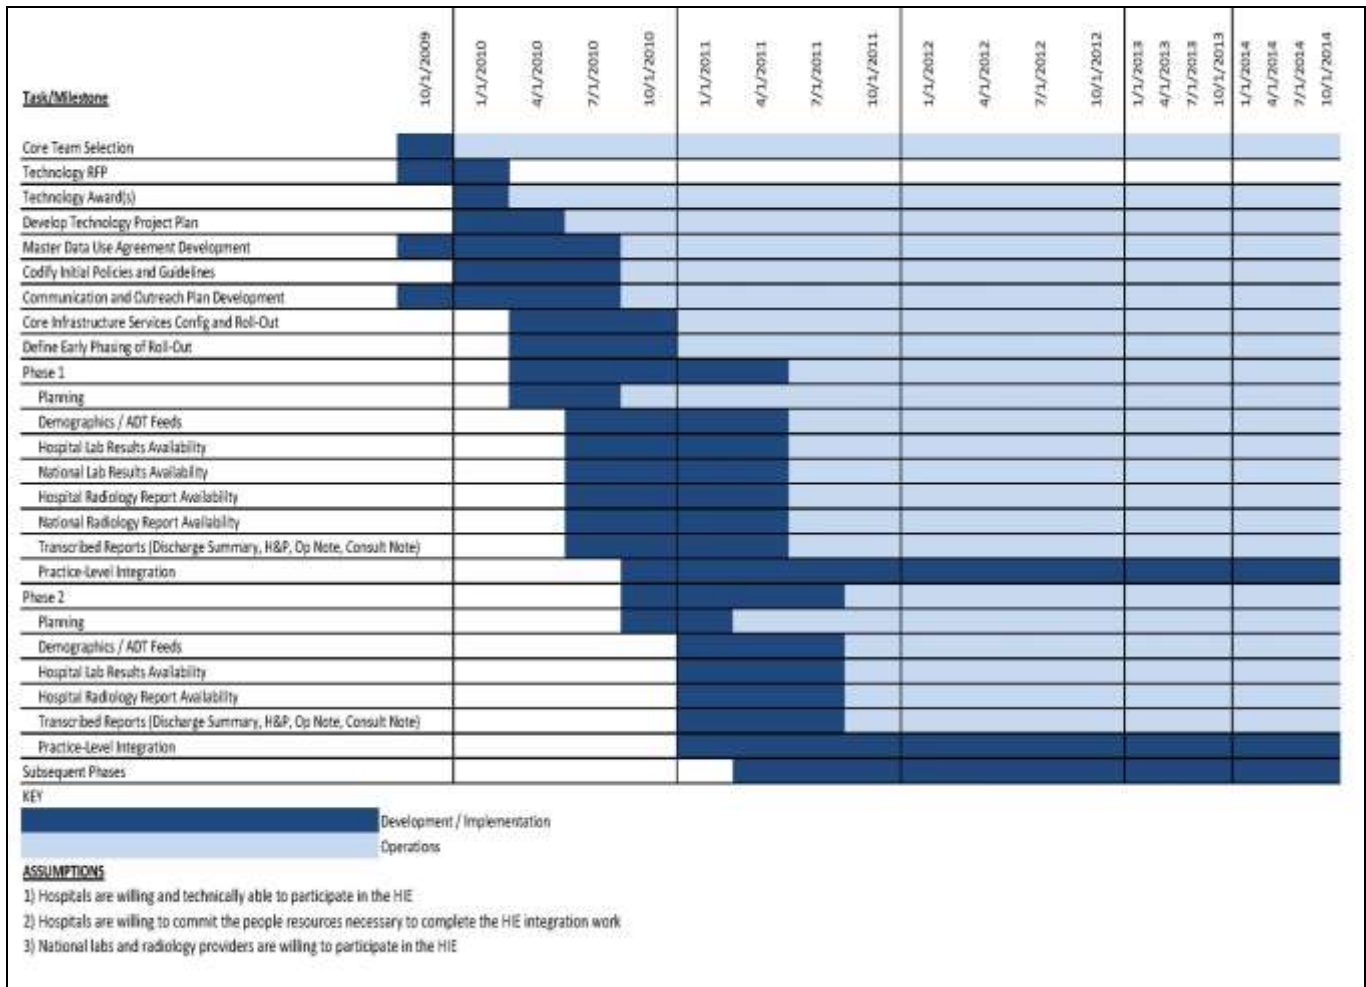 Task/Milestone
10/1/2009
1/1/2010
4/1/2010
7/1/2010
10/1/2010
1/1/2011
4/1/2011
7/1/2011
10/1/2011
1/1/2012
4/1/2012
7/1/2012
10/1/2012
1/1/2013
4/1/2013
7/1/2013
10/1/2013
1/1/2014
4/1/2014
7/1/2014
10/1/2014
Core Team Selection
Technology RFP
Technology Award(s)
Develop Technology Project Plan
Master Data Use Agreement Development
Codify Initial Policies and Guidelines
Communication and Outreach Plan Development
Core Infrastructure Services Config and Roll-Out
Define Early Phasing of Roll-Out
Phase 1
Planning
Demographics / ADT Feeds
Hospital Lab Results Availability
National Lab Results Availability
Hospital Radiology Report Availability
National Radiology Report Availability
Transcribed Reports (Discharge Summary, H&P, Op Note, Consult Note)
Practice-Level Integration
Phase 2
Planning
Demographics / ADT Feeds
Hospital Lab Results Availability
Hospital Radiology Report Availability
Transcribed Reports (Discharge Summary, H&P, Op Note, Consult Note)
Practice-Level Integration
Subsequent Phases
KEY
Development / Implementation
Operations
ASSUMPTIONS
1) Hospitals are willing and technically able to participate in the HIE
2) Hospitals are willing to commit the people resources necessary to complete the HIE integration work
3) National labs and radiology providers are willing to participate in the HIE